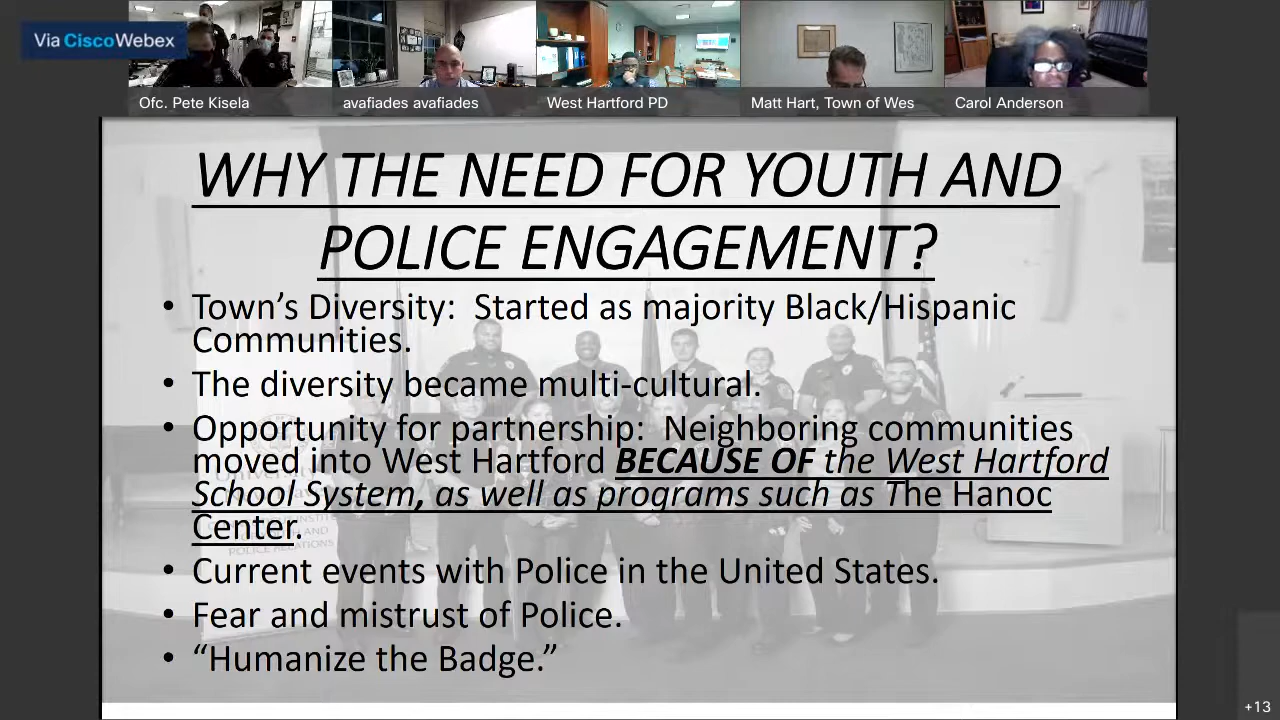 Via CiscoWebex
Ofc. Pete Kisela
avafiades avafiades
West Hartford PD
Matt Hart, Town of Wes
Carol Anderson
WHY THE NEED FOR YOUTH AND
POLICE ENGAGEMENT?
• Town’s Diversity: Started as majority Black/Hispanic
Communities.
• The diversity became multi-cultural.
• Opportunity for partnership: Neighboring communities
moved into West Hartford BECAUSE OF the West Hartford
School System, as well as programs such as The Hanoc
Center.
• Current events with Police in the United States.
• Fear and mistrust of Police.
• “Humanize the Badge.”
+13